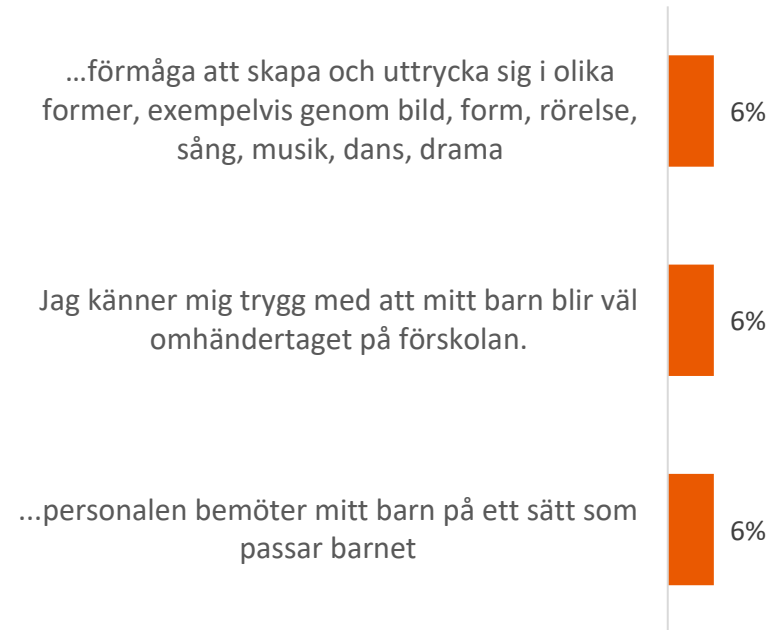 …förmåga att skapa och uttrycka sig i olika
former, exempelvis genom bild, form, rörelse,
sång, musik, dans, drama
6%
Jag känner mig trygg med att mitt barn blir väl
omhändertaget på förskolan.
6%
...personalen bemöter mitt barn på ett sätt som
passar barnet
6%